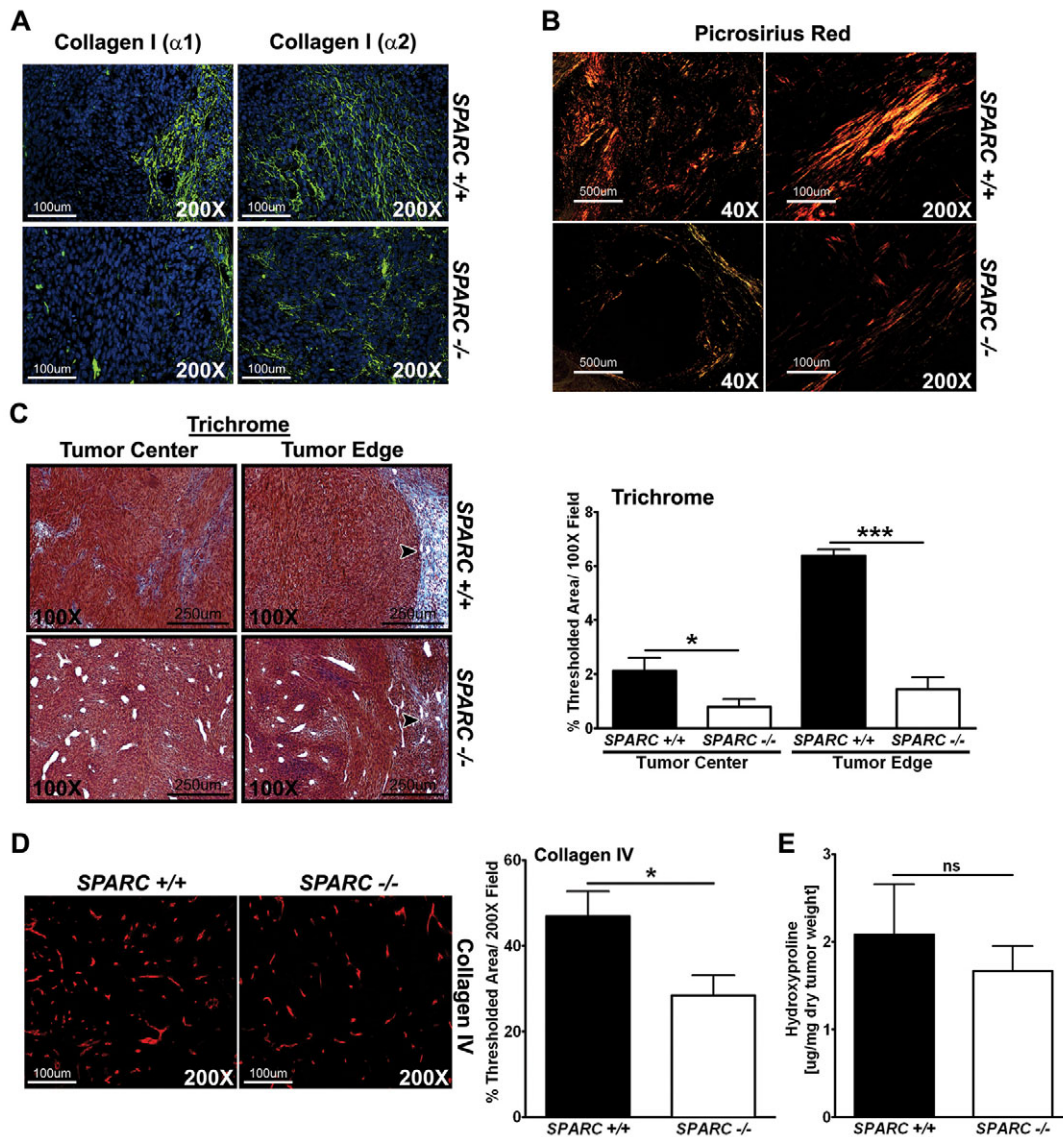 A
Collagen I (α1)
Collagen I (α2)
SPARC +/+
100um
200X
100um
200X
SPARC -/-
100um
200X
100um
200X
B
Picrosirius Red
SPARC +/+
500um
40X
100um
200X
SPARC -/-
500um
40X
100um
200X
C
Trichrome
Tumor Center
Tumor Edge
SPARC +/+
100X
250um
100X
250um
SPARC -/-
100X
250um
100X
250um
Trichrome
% Thresholded Area/ 100X Field
8
6
4
2
0
*
***
SPARC +/+
SPARC -/-
SPARC +/+
SPARC -/-
Tumor Center
Tumor Edge
D
SPARC +/+
SPARC -/-
Collagen IV
100um
200X
100um
200X
Collagen IV
% Thresholded Area/ 200X Field
60
40
20
0
*
SPARC +/+
SPARC -/-
E
Hydroxyproline
[ug/mg dry tumor weight]
3
2
1
0
ns
SPARC +/+
SPARC -/-